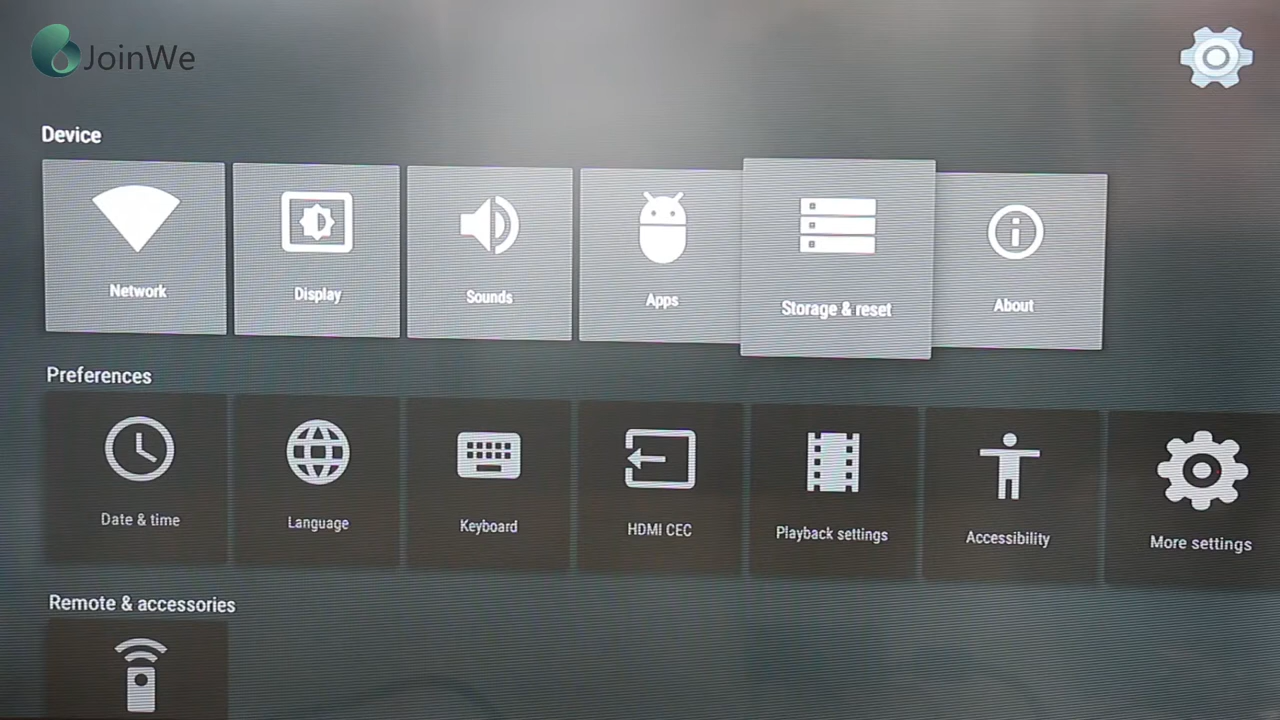 JoinWe
Device
Network
Display
Sounds
Apps
Storage & reset
About
Preferences
Date & time
Language
Keyboard
HDMI CEC
Playback settings
Accessibility
More settings
Remote & accessories